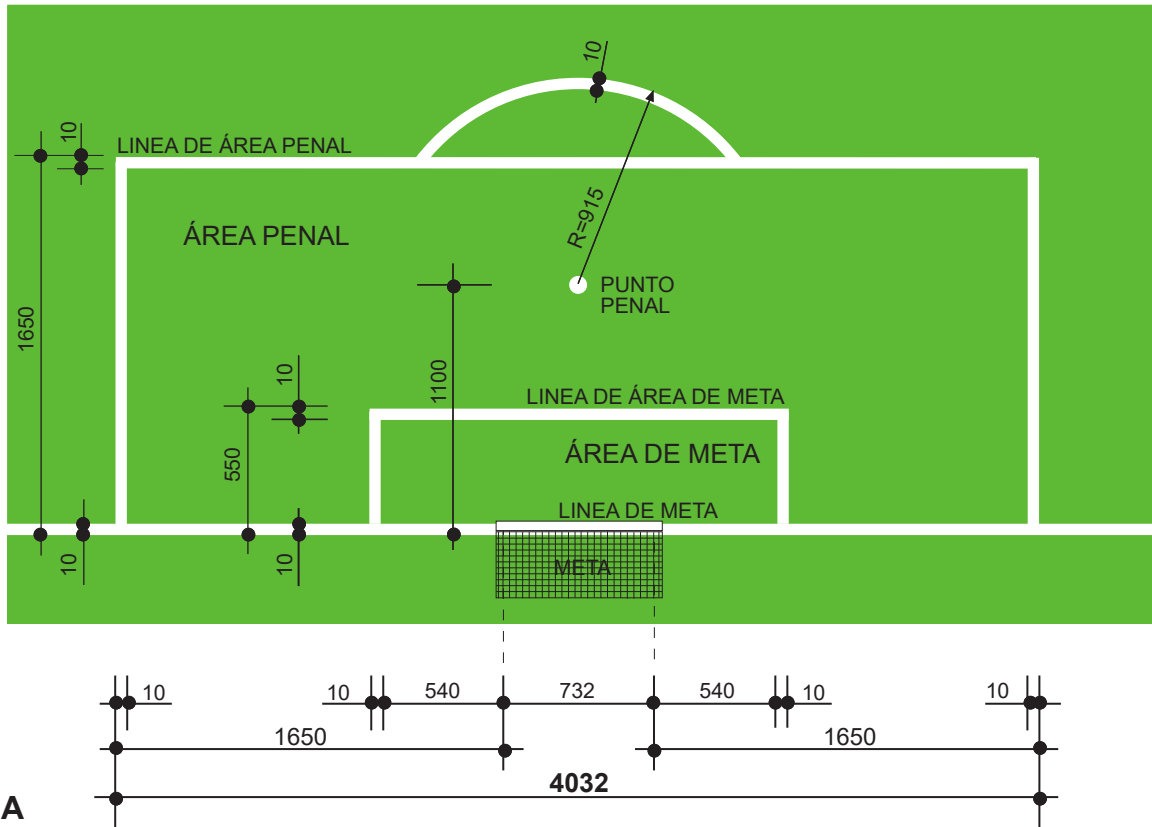 10
10
LINEA DE ÁREA PENAL
R=915
ÁREA PENAL
PUNTO
PENAL
1650
1100
10
LINEA DE ÁREA DE META
550
ÁREA DE META
LINEA DE META
10
10
META
10
10
540
732
540
10
10
1650
1650
4032
A